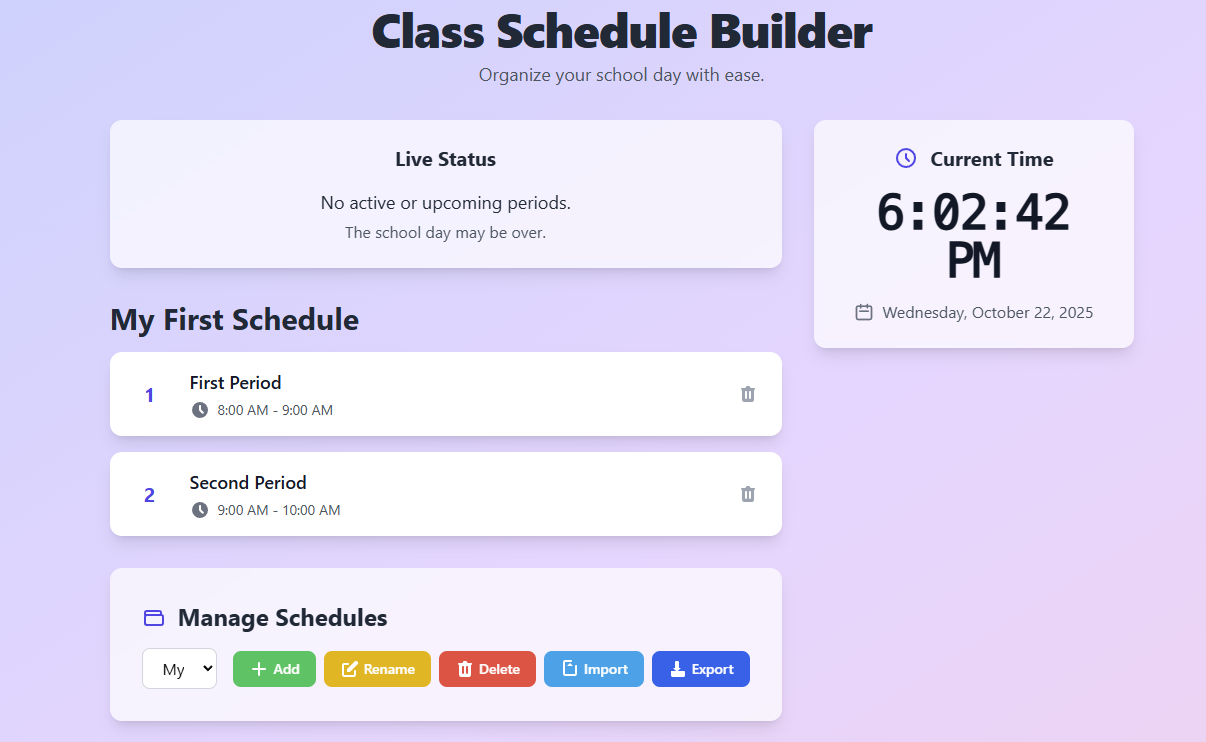 Class Schedule Builder
Organize your school day with ease.
Live Status
No active or upcoming periods.
The school day may be over.
Current Time
6:02:42
PM
Wednesday, October 22, 2025
My First Schedule
1
First Period
8:00 AM - 9:00 AM
2
Second Period
9:00 AM - 10:00 AM
Manage Schedules
My Add Rename Delete Import Export